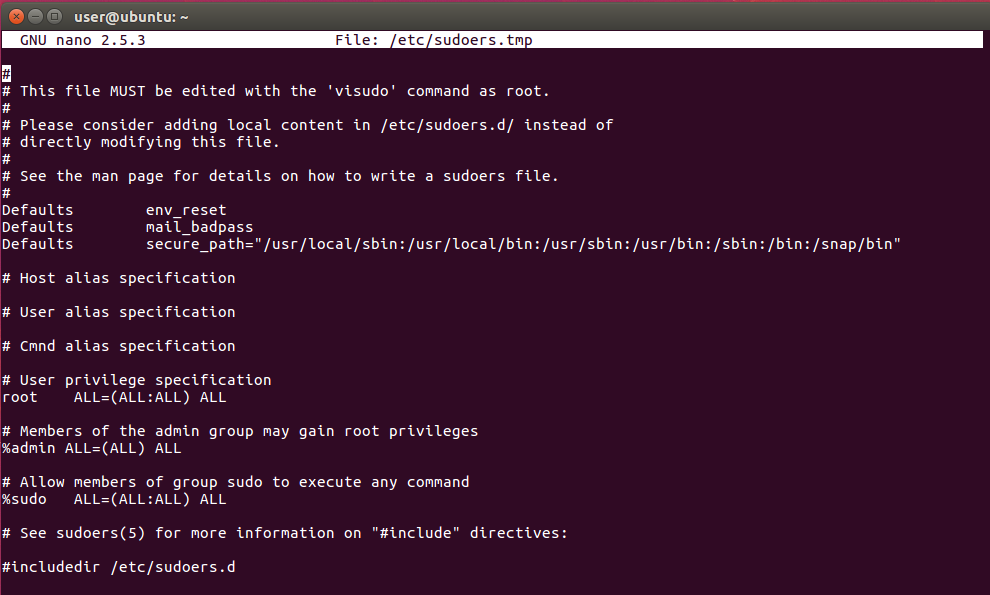 user@ubuntu: ~
GNU nano 2.5.3 File: /etc/sudoers.tmp
#
# This file MUST be edited with the 'visudo' command as root.
#
# Please consider adding local content in /etc/sudoers.d/ instead of
# directly modifying this file.
#
# See the man page for details on how to write a sudoers file.
#
Defaults env_reset
Defaults mail_badpass
Defaults secure_path="/usr/local/sbin:/usr/local/bin:/usr/sbin:/usr/bin:/sbin:/bin:/snap/bin"
# Host alias specification
# User alias specification
# Cmnd alias specification
# User privilege specification
root ALL=(ALL:ALL) ALL
# Members of the admin group may gain root privileges
%admin ALL=(ALL) ALL
# Allow members of group sudo to execute any command
%sudo ALL=(ALL:ALL) ALL
# See sudoers(5) for more information on "#include" directives:
#includedir /etc/sudoers.d